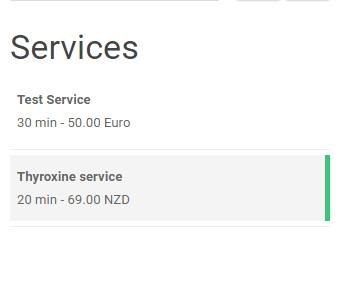 Services
Test Service
30 min - 50.00 Euro
Thyroxine service
20 min - 69.00 NZD